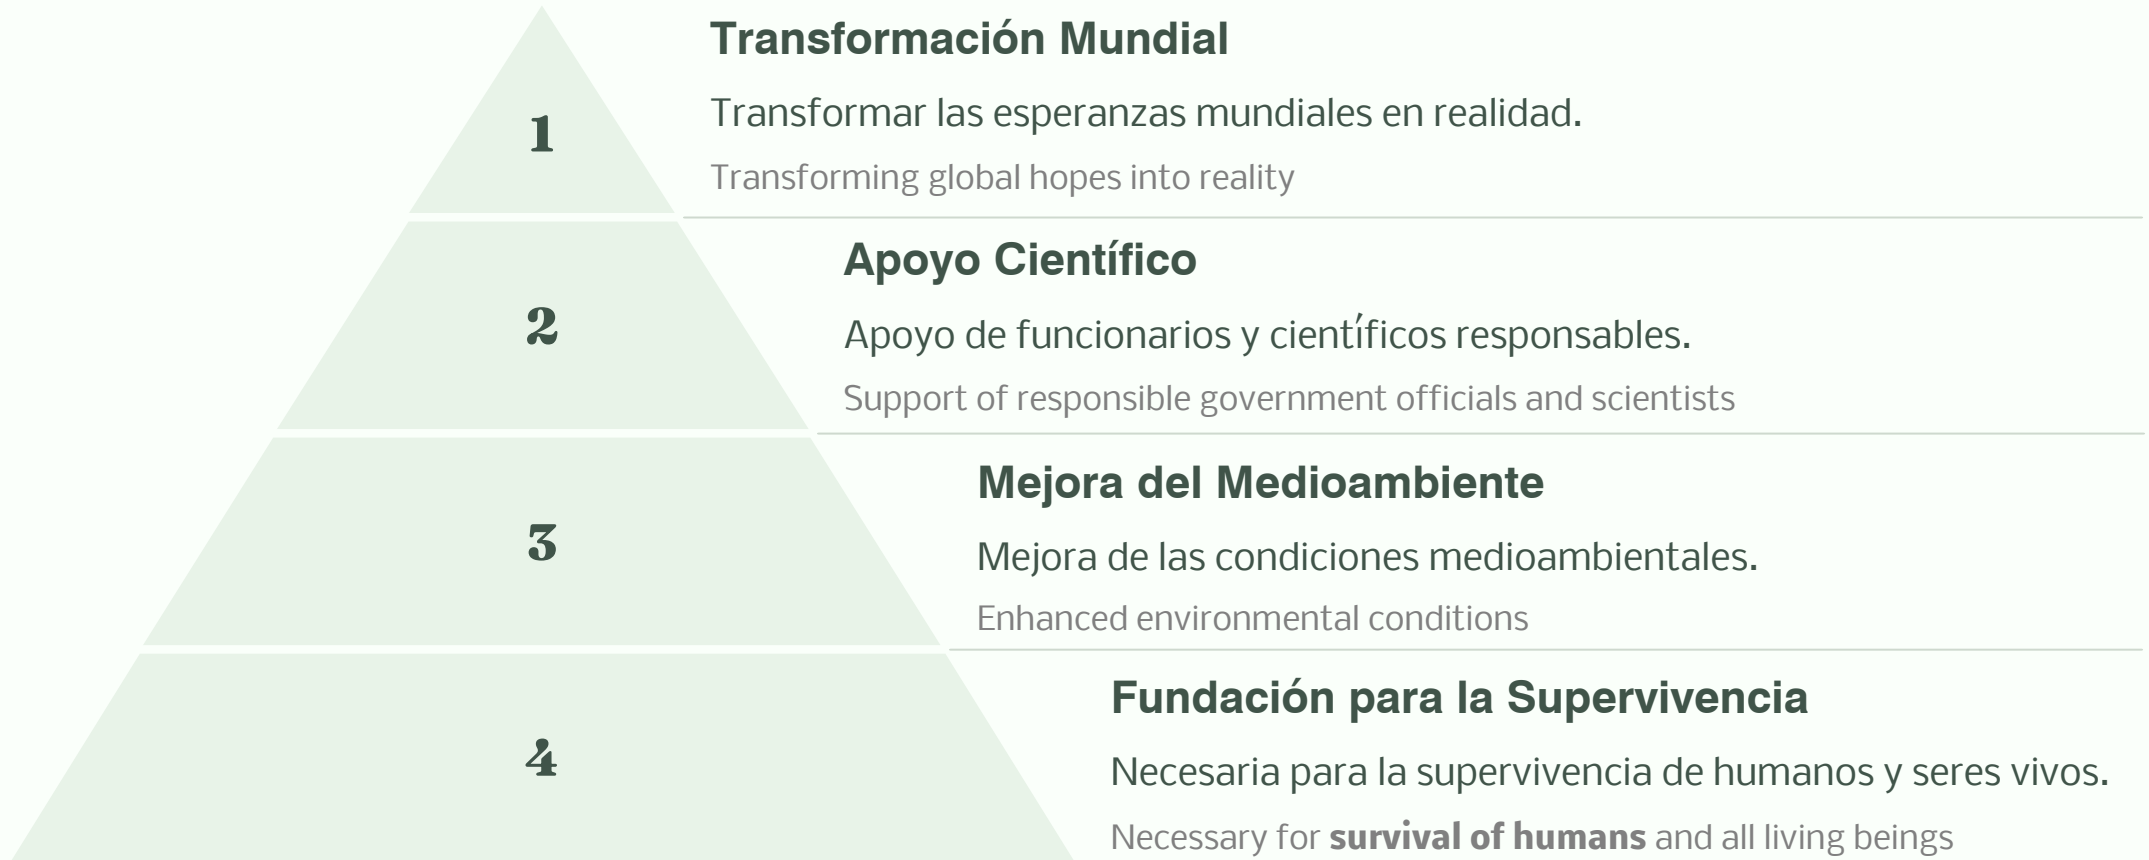 1
Transformación Mundial
Transformar las esperanzas mundiales en realidad.
Transforming global hopes into reality
2
Apoyo Científico
Apoyo de funcionarios y científicos responsables.
Support of responsible government officials and scientists
3
Mejora del Medioambiente
Mejora de las condiciones medioambientales.
Enhanced environmental conditions
4
Fundación para la Supervivencia
Necesaria para la supervivencia de humanos y seres vivos.
Necessary for survival of humans and all living beings